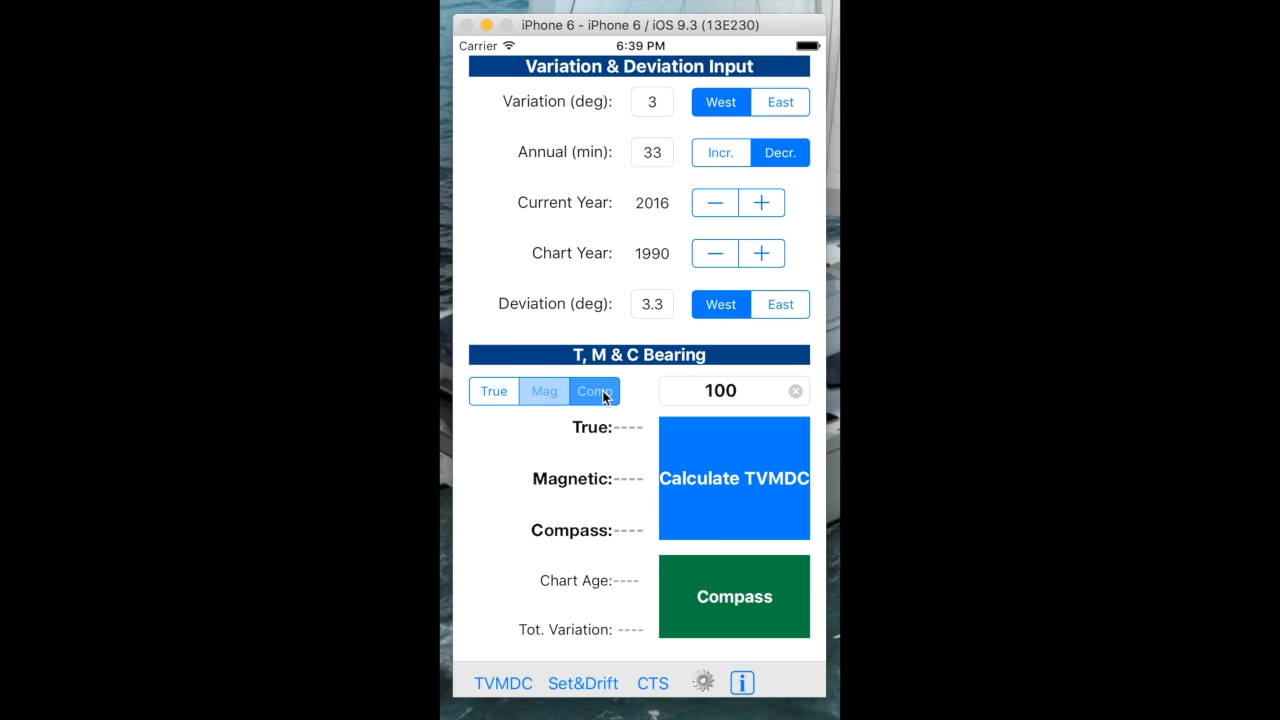 iPhone 6 - iPhone 6 / iOS 9.3 (13E230)
Carrier 6:39 PM
Variation & Deviation Input
Variation (deg): 3 West East
Annual (min): 33 Incr. Decr.
Current Year: 2016 — +
Chart Year: 1990 — +
Deviation (deg): 3.3 West East
T, M & C Bearing
True Mag Comp 100
True:----
Magnetic:---- Calculate TVMDC
Compass:----
Chart Age:----
Compass
Tot. Variation: ----
TVMDC Set&Drift CTS i